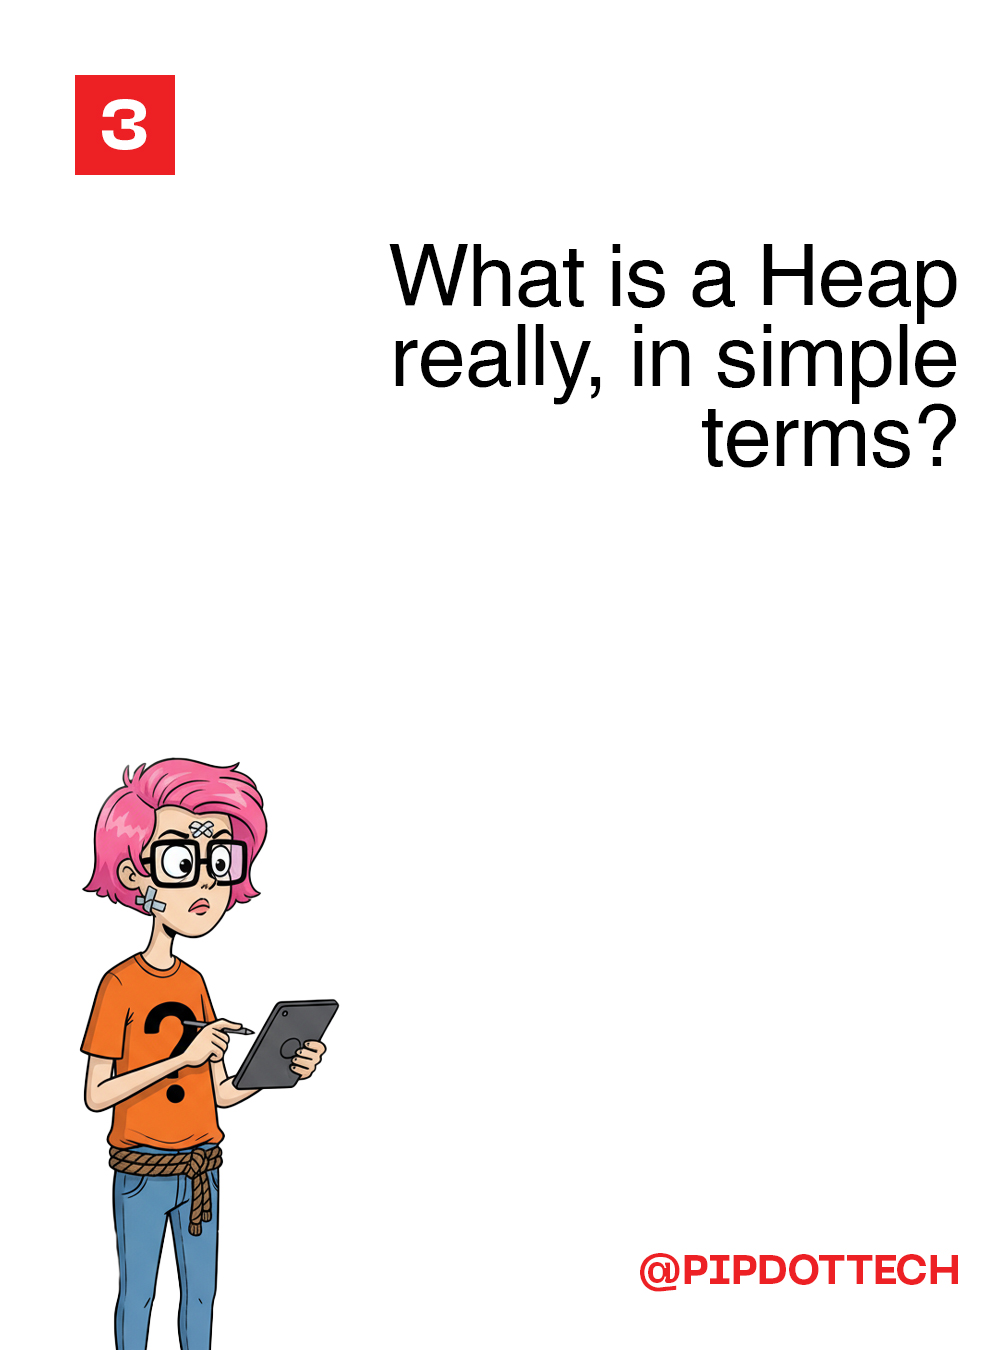 3
What is a Heap
really, in simple
terms?
?
@PIPDOTTECH